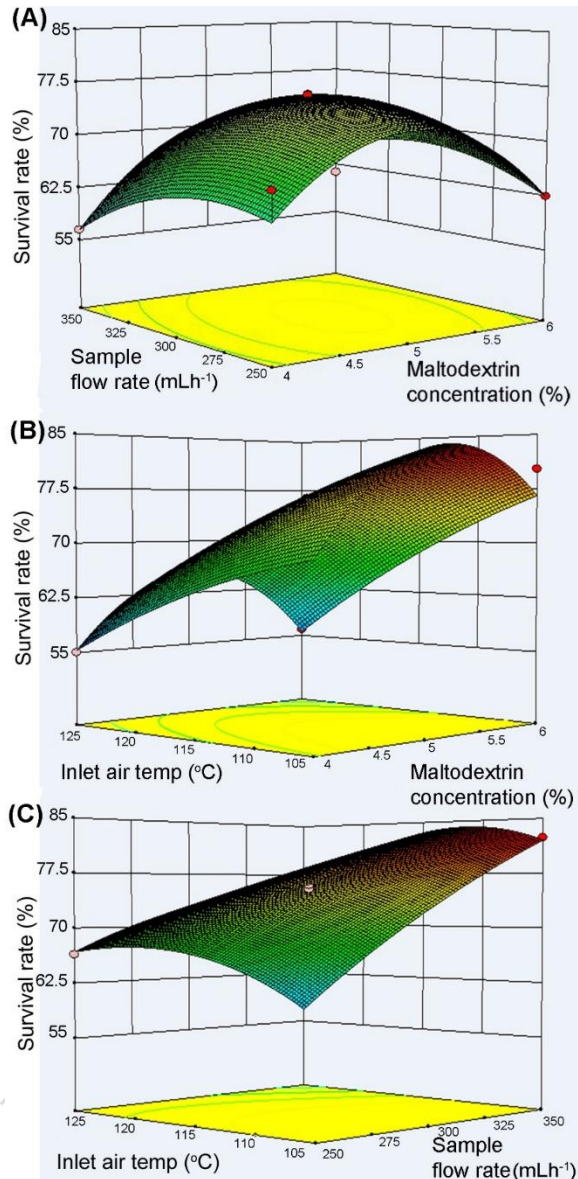 (A)
85
77.5
70
62.5
55
Survival rate (%)
350
325
300
275
250
Sample
flow rate (mLh-¹)
4
4.5
5
5.5
6
Maltodextrin
concentration (%)
(B)
85
77.5
70
62.5
55
Survival rate (%)
125
120
115
110
105
Inlet air temp (°C)
4
4.5
5
5.5
6
Maltodextrin
concentration (%)
(C)
85
77.5
70
62.5
55
Survival rate (%)
125
120
115
110
105
Inlet air temp (°C)
250
275
300
325
350
Sample
flow rate (mLh-¹)